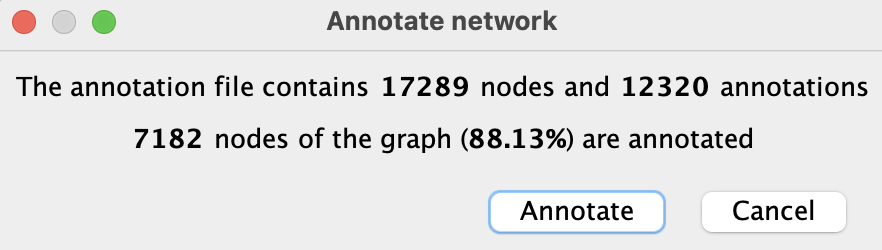 Annotate network
The annotation file contains 17289 nodes and 12320 annotations
7182 nodes of the graph (88.13%) are annotated
Annotate Cancel